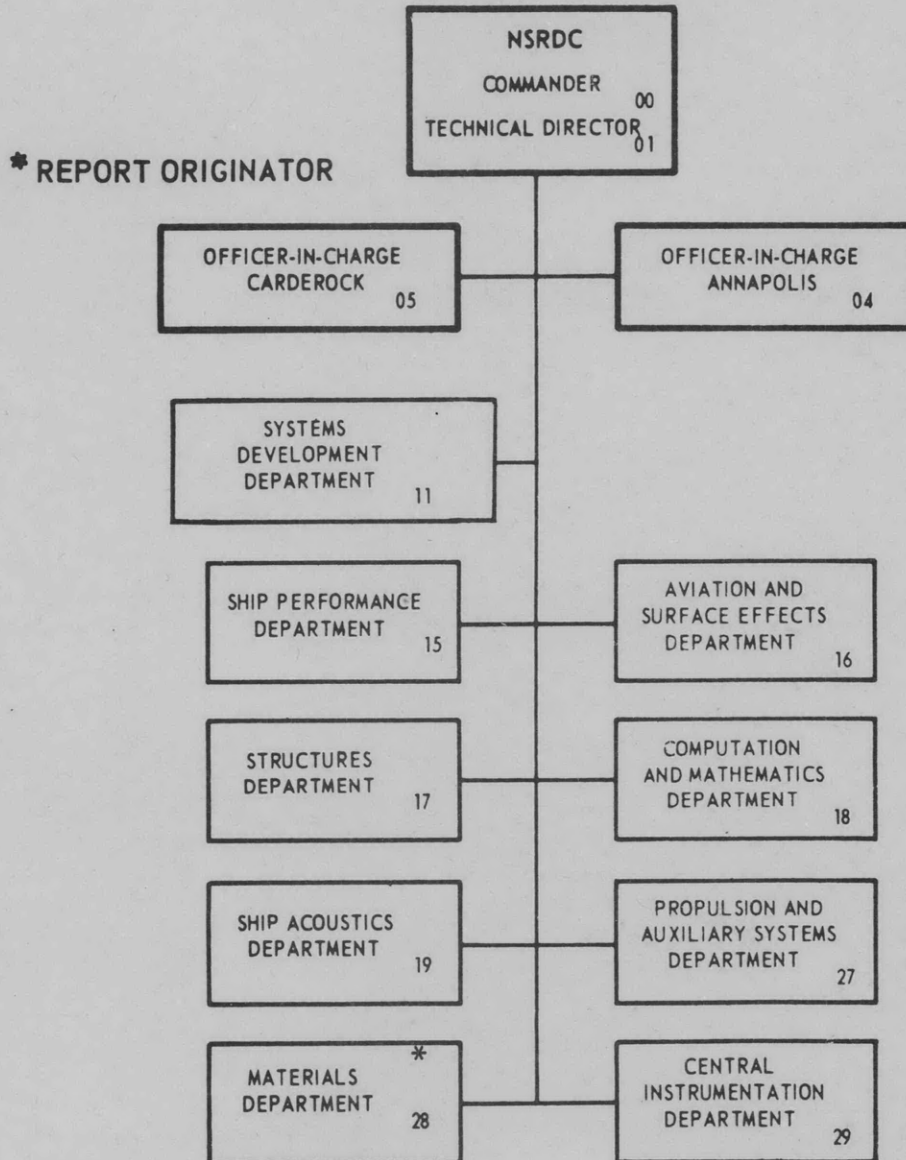 NSRDC
COMMANDER
00
TECHNICAL DIRECTOR
01
* REPORT ORIGINATOR
OFFICER-IN-CHARGE
CARDEROCK
05
OFFICER-IN-CHARGE
ANNAPOLIS
04
SYSTEMS
DEVELOPMENT
DEPARTMENT
11
SHIP PERFORMANCE
DEPARTMENT
15
AVIATION AND
SURFACE EFFECTS
DEPARTMENT
16
STRUCTURES
DEPARTMENT
17
COMPUTATION
AND MATHEMATICS
DEPARTMENT
18
SHIP ACOUSTICS
DEPARTMENT
19
PROPULSION AND
AUXILIARY SYSTEMS
DEPARTMENT
27
*
MATERIALS
DEPARTMENT
28
CENTRAL
INSTRUMENTATION
DEPARTMENT
29